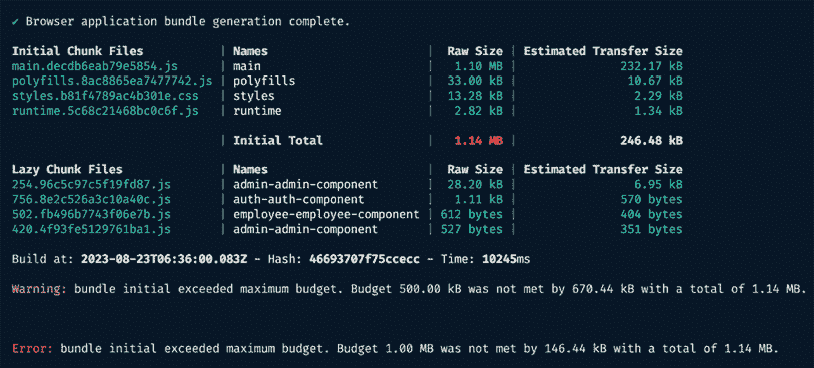 ✔ Browser application bundle generation complete.
Initial Chunk Files | Names | Raw Size | Estimated Transfer Size
main.decdb6eab79e5854.js | main | 1.10 MB | 232.17 kB
polyfills.8ac8865ea7477742.js | polyfills | 33.00 kB | 10.67 kB
styles.b81f4789ac4b301e.css | styles | 13.28 kB | 2.29 kB
runtime.5c68c21468bc0c6f.js | runtime | 2.82 kB | 1.34 kB
| Initial Total | 1.14 MB | 246.48 kB
Lazy Chunk Files | Names | Raw Size | Estimated Transfer Size
254.96c5c97c5f19fd87.js | admin-admin-component | 28.20 kB | 6.95 kB
756.8e2c526a3c10a40c.js | auth-auth-component | 1.11 kB | 570 bytes
502.fb496b7743f06e7b.js | employee-employee-component | 612 bytes | 404 bytes
420.4f93fe5129761ba1.js | admin-admin-component | 527 bytes | 351 bytes
Build at: 2023-08-23T06:36:00.083Z - Hash: 46693707f75ccecc - Time: 10245ms
Warning: bundle initial exceeded maximum budget. Budget 500.00 kB was not met by 670.44 kB with a total of 1.14 MB.
Error: bundle initial exceeded maximum budget. Budget 1.00 MB was not met by 146.44 kB with a total of 1.14 MB.